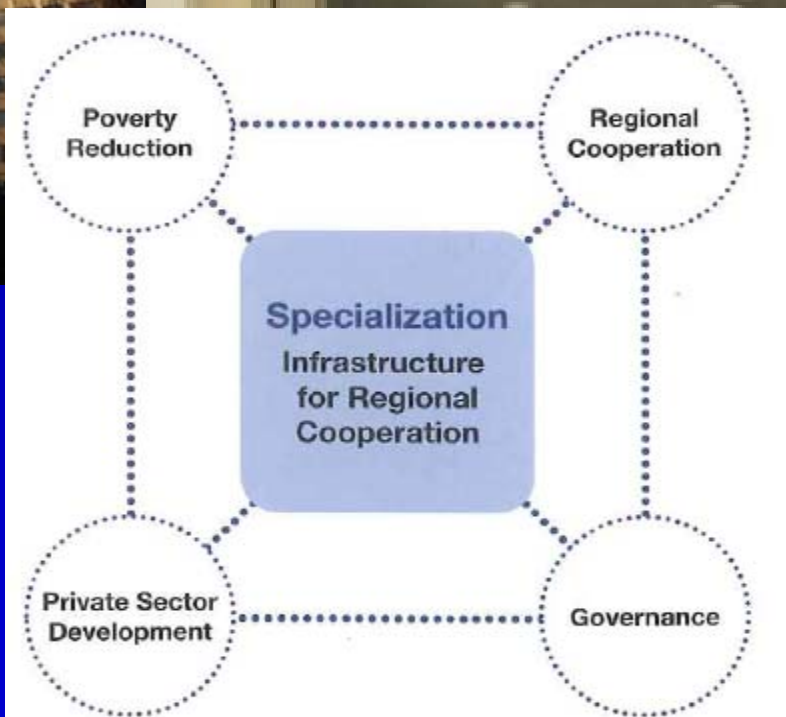 Poverty
Reduction
Regional
Cooperation
Specialization
Infrastructure
for Regional
Cooperation
Private Sector
Development
Governance